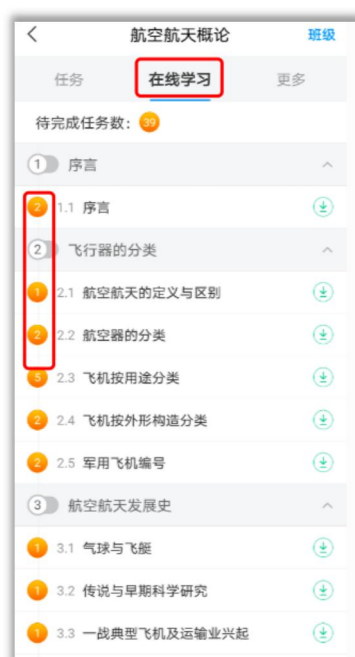 航空航天概论 班级
任务 在线学习 更多
待完成任务数： 39
1 序言
2 1.1 序言
2 飞行器的分类
1 2.1 航空航天的定义与区别
2 2.2 航空器的分类
5 2.3 飞机按用途分类
2 2.4 飞机按外形构造分类
2 2.5 军用飞机编号
3 航空航天发展史
1 3.1 气球与飞艇
1 3.2 传说与早期科学研究
1 3.3 一战典型飞机及运输业兴起